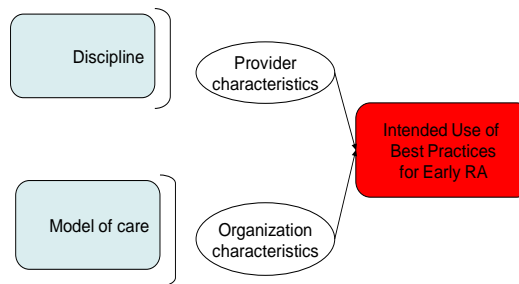 Discipline
Provider
characteristics
Intended Use of
Best Practices
for Early RA
Model of care
Organization
characteristics